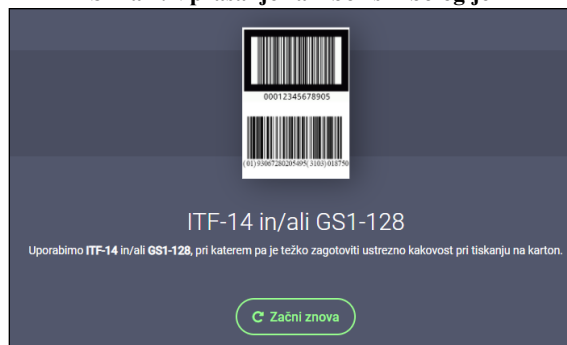 00012345678905
(01)93067280205495(3103)018750
ITF-14 in/ali GS1-128
Uporabimo ITF-14 in/ali GS1-128, pri katerem pa je težko zagotoviti ustrezno kakovost pri tiskanju na karton.
Začni znova